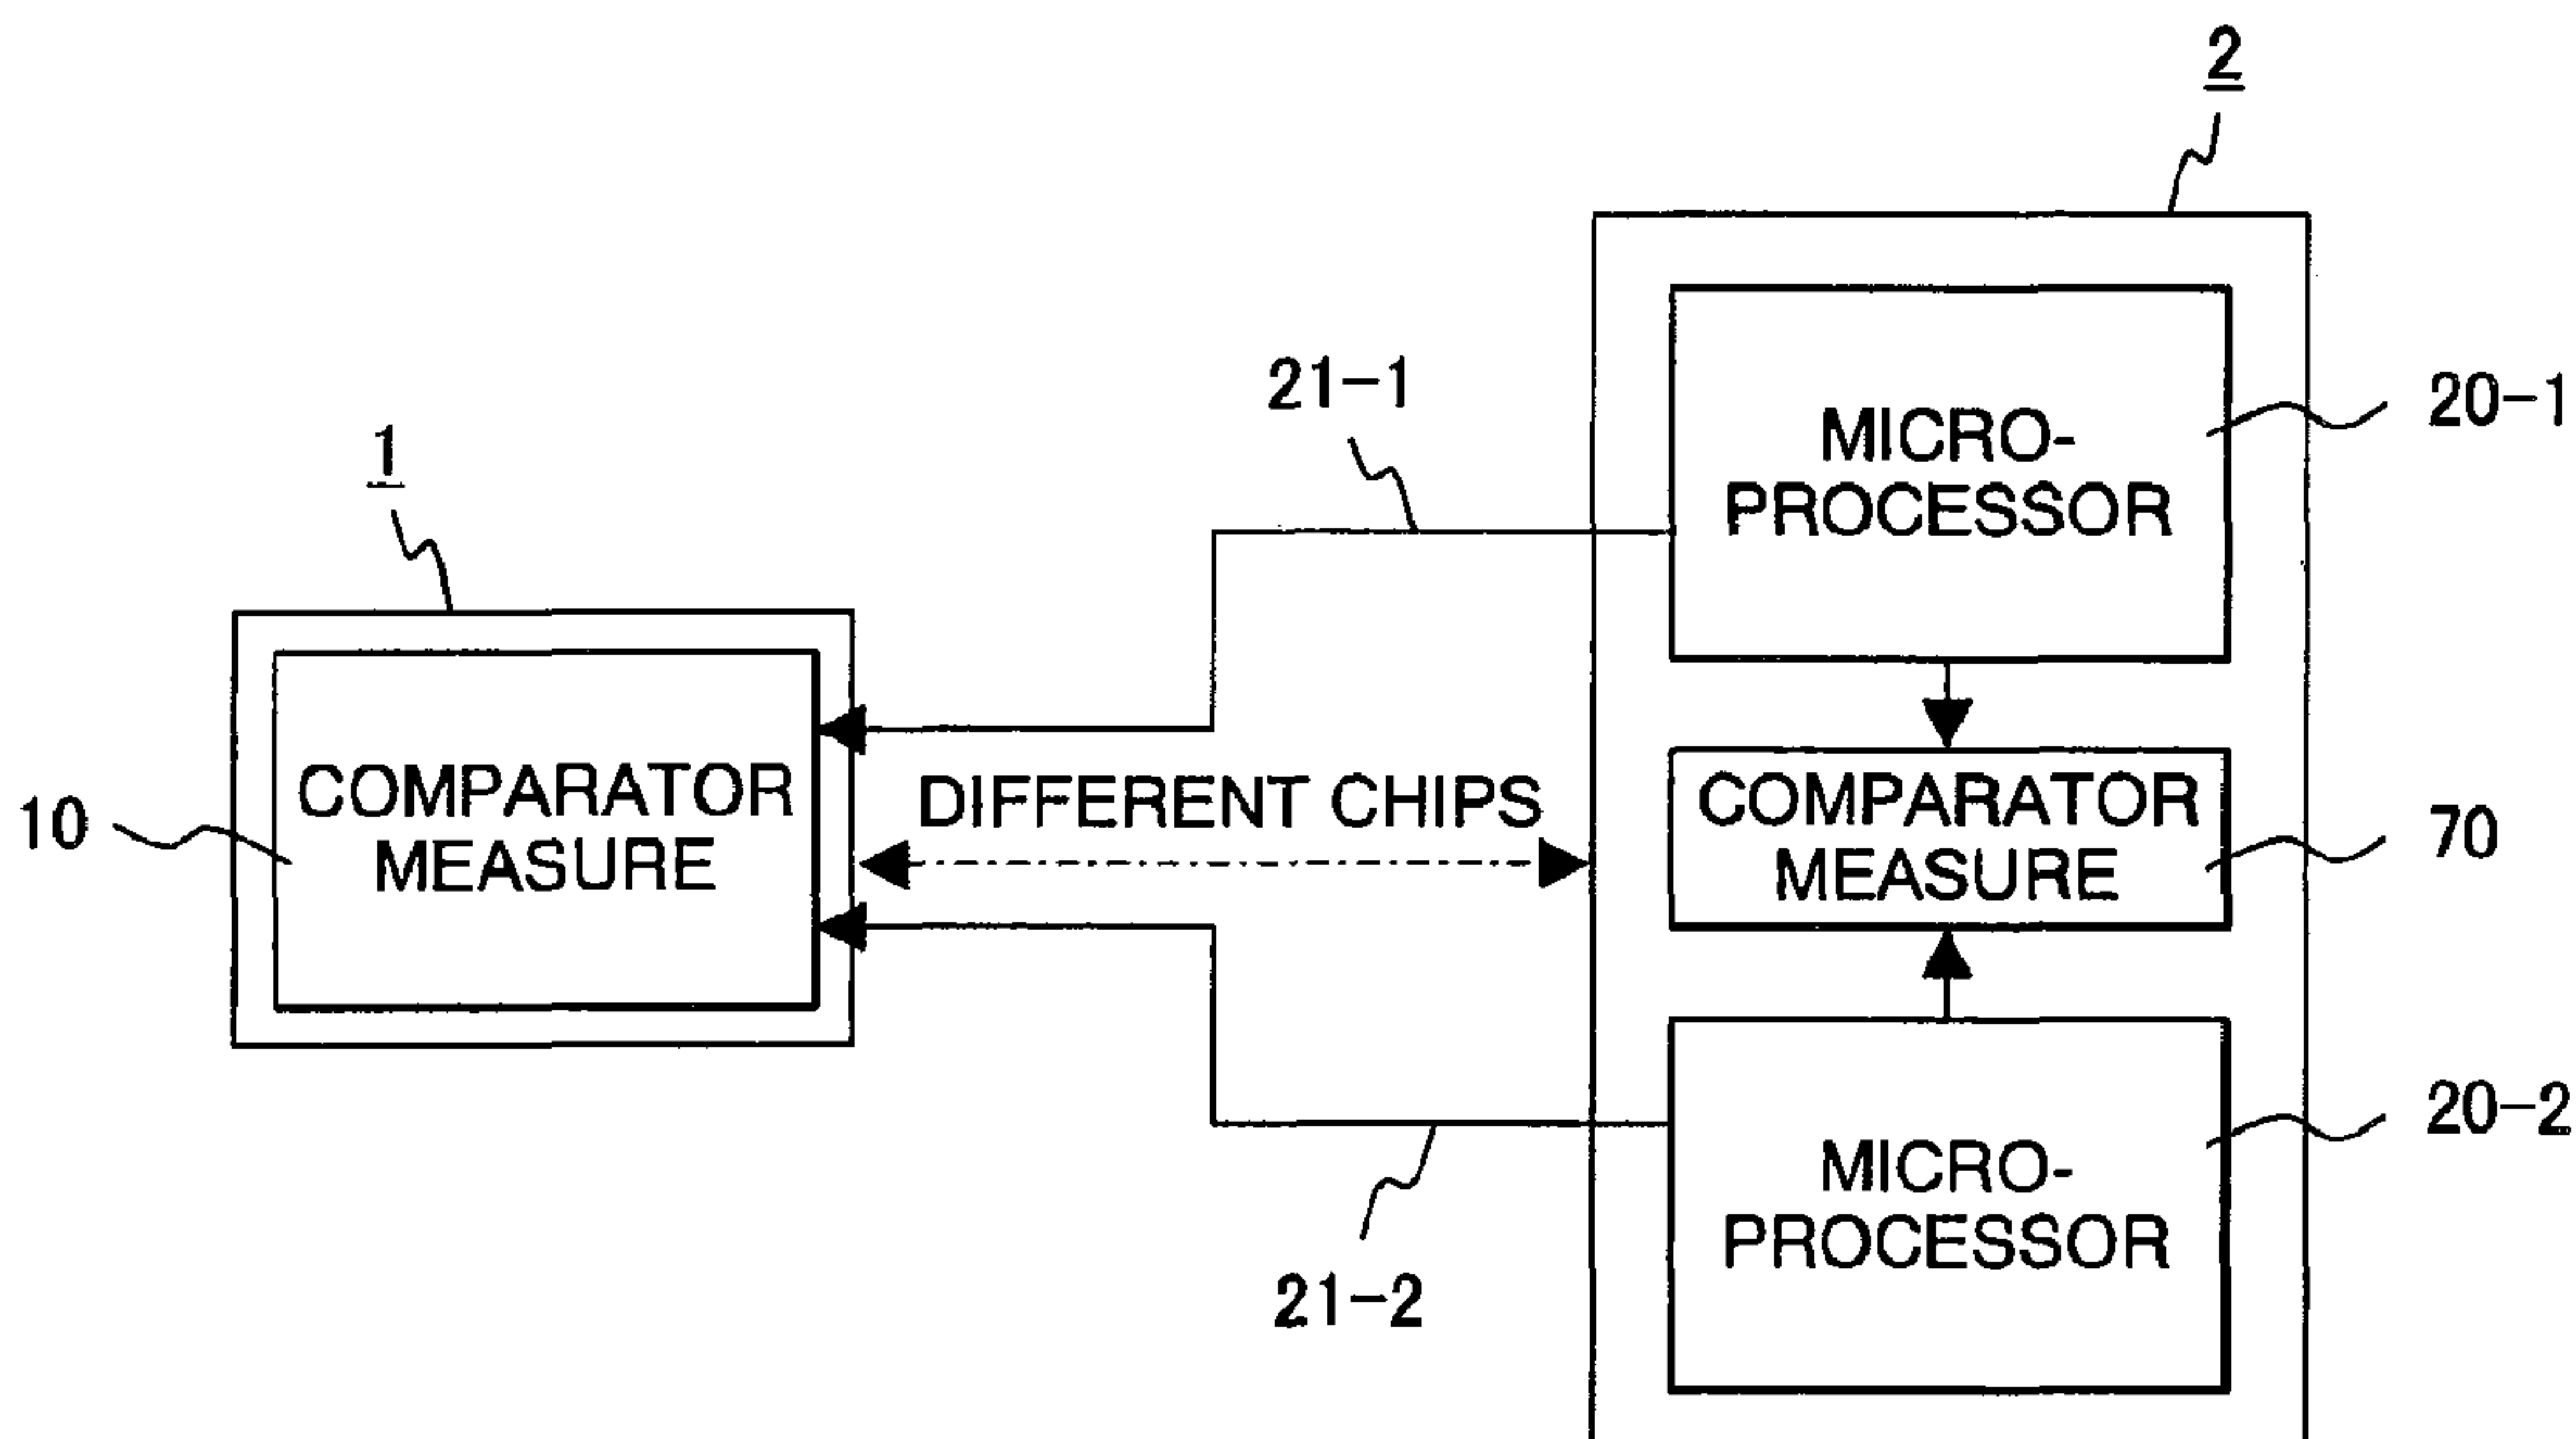 2
21-1
20-1
MICRO-
PROCESSOR
1
10
COMPARATOR
MEASURE
DIFFERENT CHIPS
COMPARATOR
MEASURE
70
MICRO-
PROCESSOR
20-2
21-2